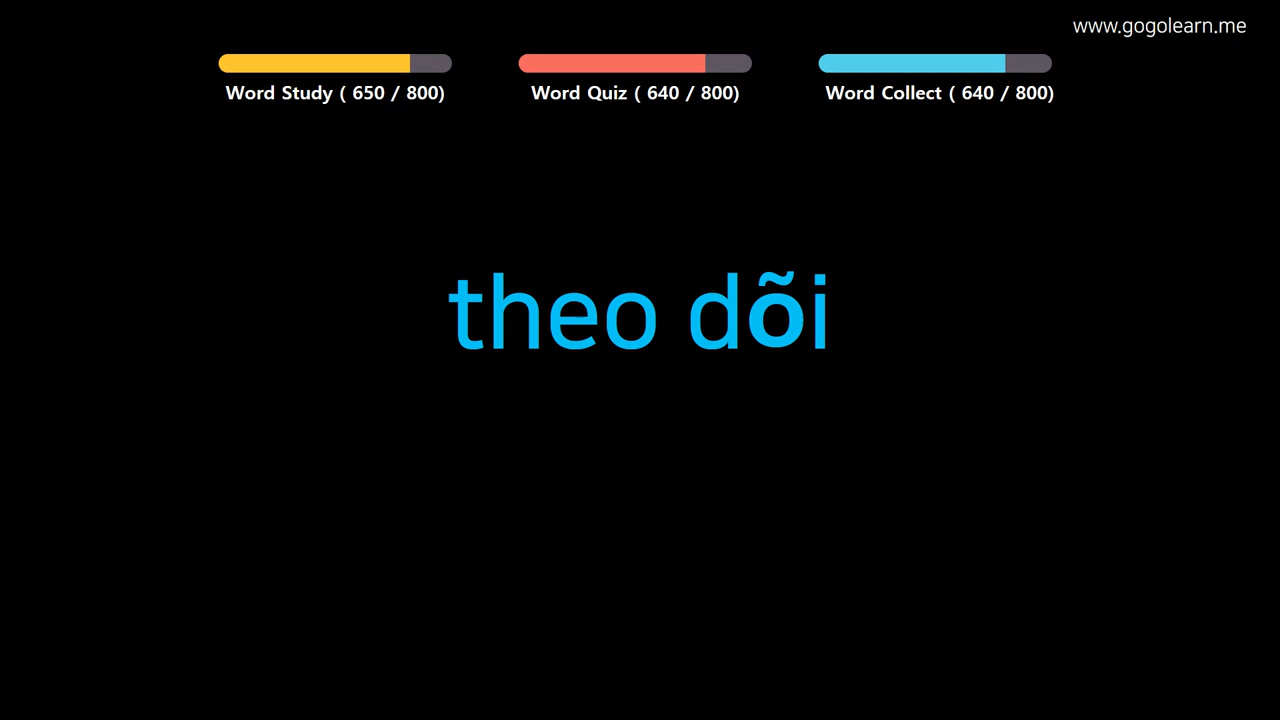 www.gogolearn.me
Word Study ( 650 / 800)
Word Quiz ( 640 / 800)
Word Collect ( 640 / 800)
theo dõi